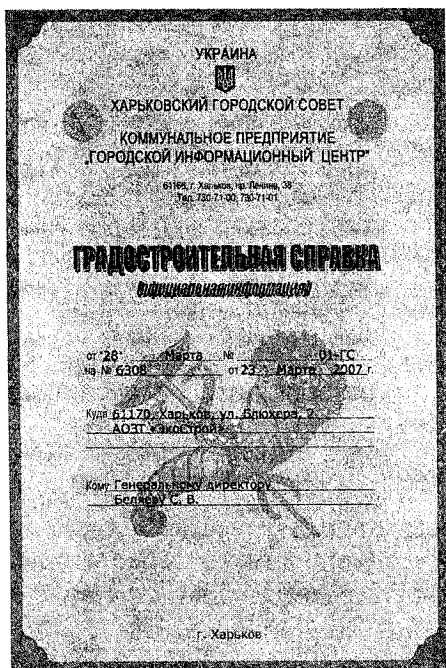 УКРАИНА
ХАРЬКОВСКИЙ ГОРОДСКОЙ СОВЕТ
КОММУНАЛЬНОЕ ПРЕДПРИЯТИЕ
„ГОРОДСКОЙ ИНФОРМАЦИОННЫЙ ЦЕНТР"
61166, г. Харьков, пр. Ленина, 38
Тел. 730-71-00, 730-71-01
ГРАДОСТРОИТЕЛЬНАЯ СПРАВКА
(официальная информация)
от "28" Марта № 01-ГС
на № 6308 от 23 Марта 2007 г.
Куда 61170, Харьков, ул. Блюхера, 2
АОЗТ «ЭкоСтрой»
Кому Генеральному директору
Беляеву С. В.
г. Харьков